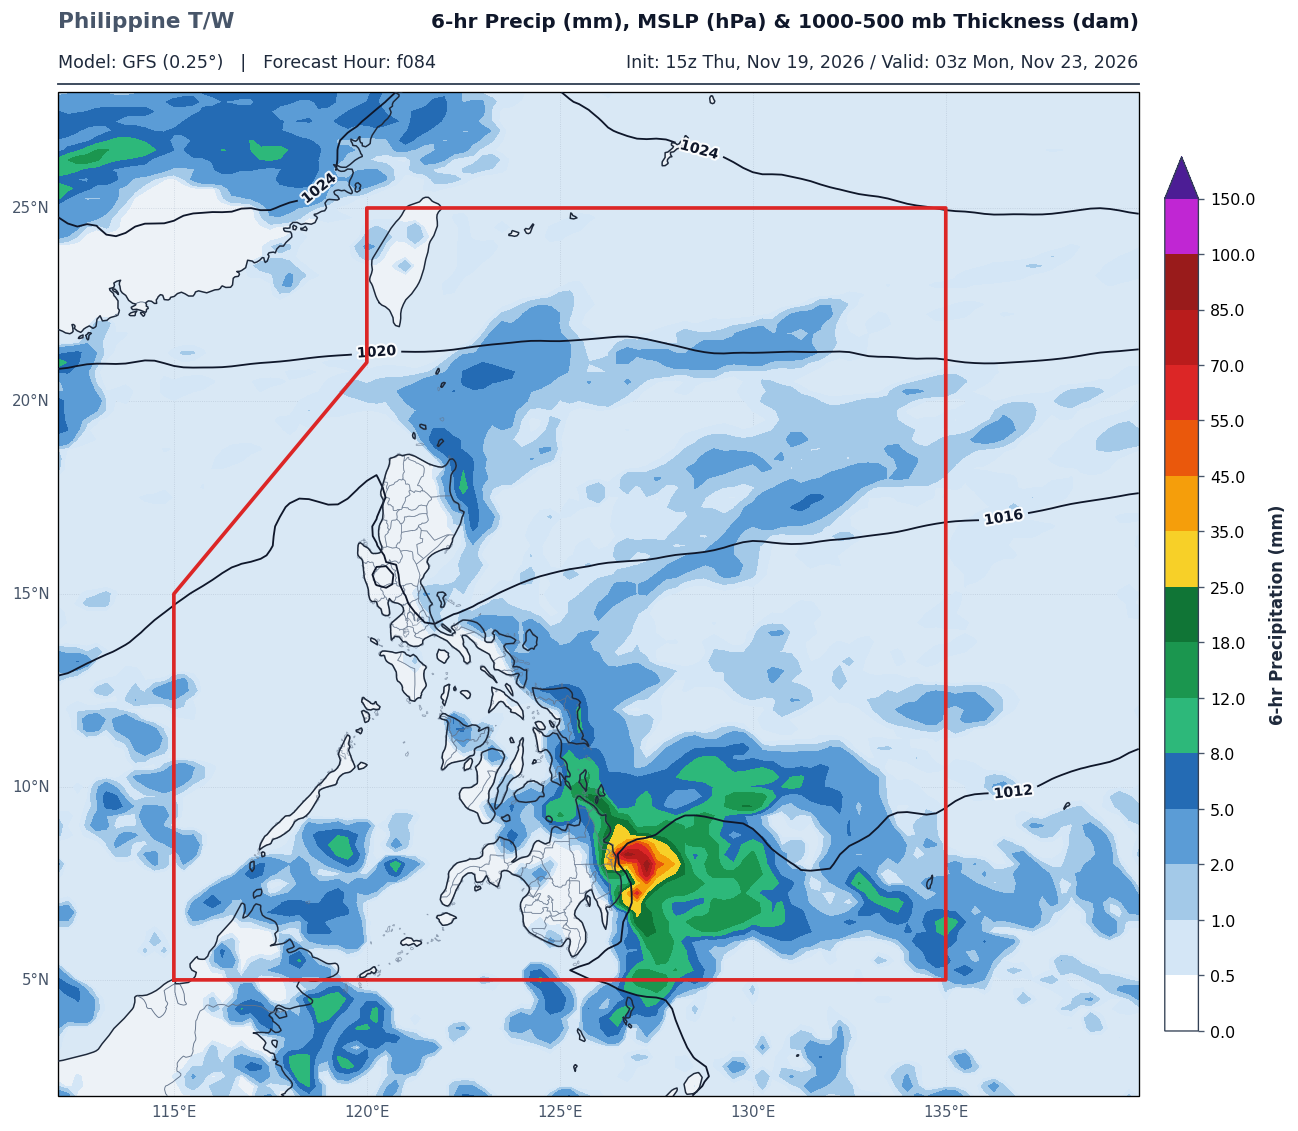 Philippine T/W
6-hr Precip (mm), MSLP (hPa) & 1000-500 mb Thickness (dam)
Model: GFS (0.25°) | Forecast Hour: f084
Init: 15z Thu, Nov 19, 2026 / Valid: 03z Mon, Nov 23, 2026
1024
1024
1020
1016
1012
25°N
20°N
15°N
10°N
5°N
115°E
120°E
125°E
130°E
135°E
150.0
100.0
85.0
70.0
55.0
45.0
35.0
25.0
18.0
12.0
8.0
5.0
2.0
1.0
0.5
0.0
6-hr Precipitation (mm)